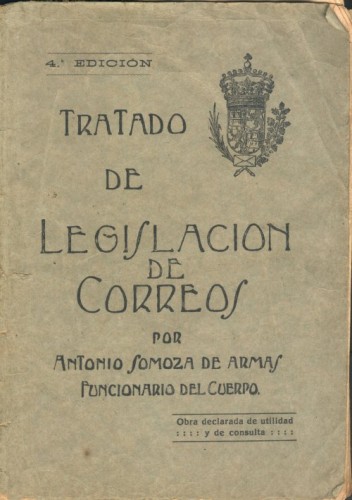 4.ª EDICIÓN
TRATADO
DE
LEGISLACION
DE
CORREOS
POR
ANTONIO SOMOZA DE ARMAS
FUNCIONARIO DEL CUERPO.
Obra declarada de utilidad
:::: y de consulta ::::